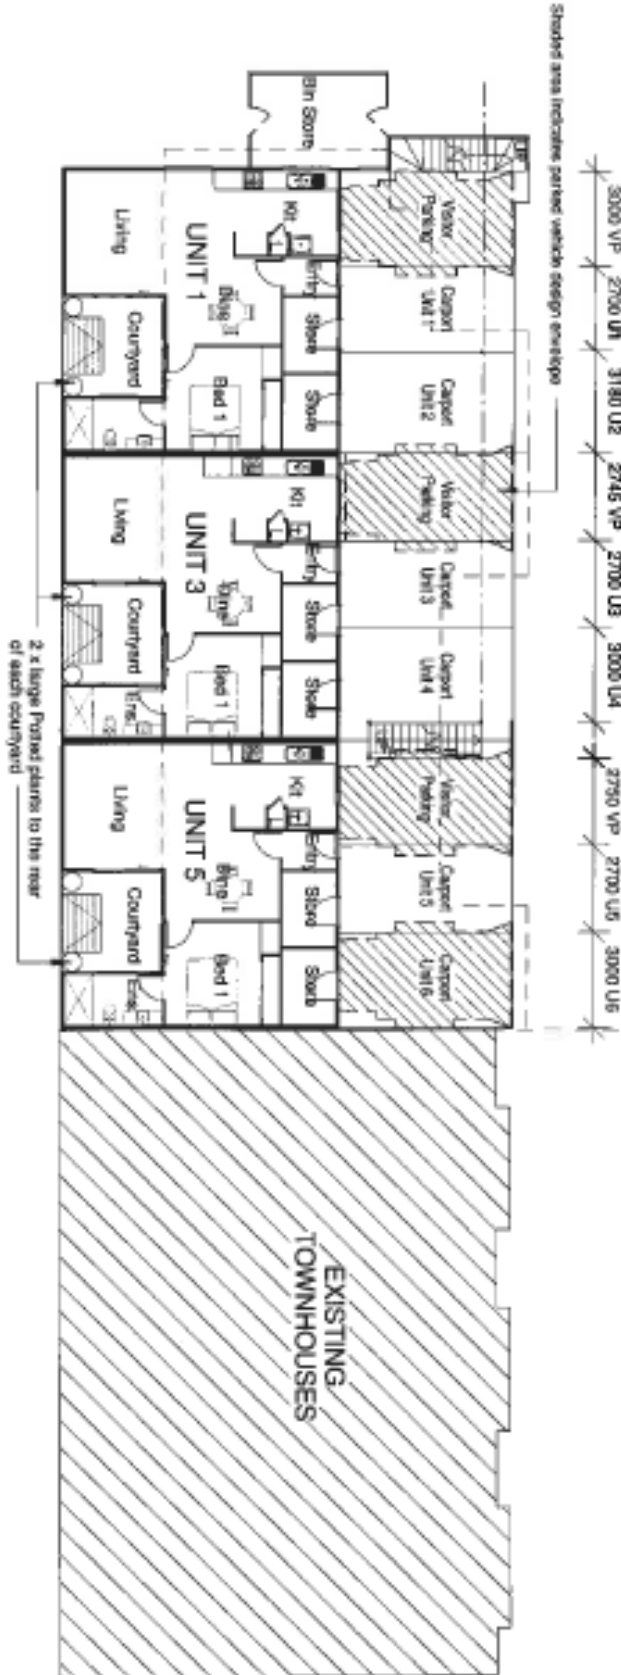 Shaded area indicates parked vehicle design envelope
3000 VP
2700 U1
3180 U2
2745 VP
2700 U3
3000 U4
2750 VP
2700 U5
3000 U6
Bin Store
UP
Visitor
Parking
Carport
Unit 1
Carport
Unit 2
Visitor
Parking
Carport
Unit 3
Carport
Unit 4
Visitor
Parking
Carport
Unit 5
Carport
Unit 6
Kit
Entry
Store
Store
UNIT 1
Dine
Bed 1
Living
Courtyard
Kit
Entry
Store
Store
UNIT 3
Dine
Bed 1
Living
Courtyard
Ens.
Kit
Entry
Store
Store
UNIT 5
Dine
Bed 1
Living
Courtyard
Ens.
2 x large Potted plants to the rear
of each courtyard
EXISTING
TOWNHOUSES